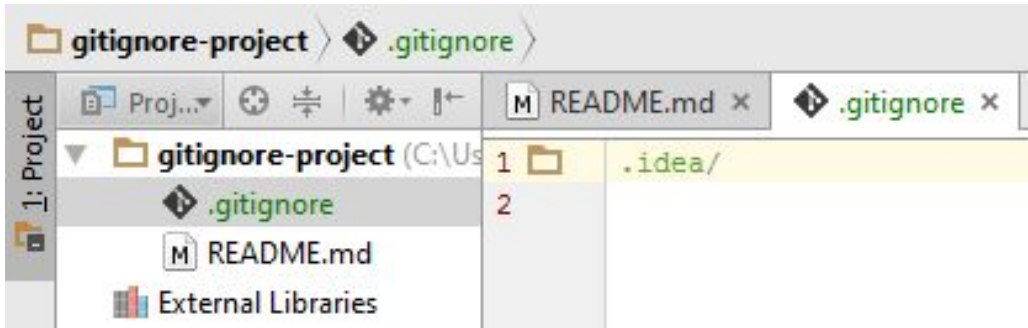 gitignore-project .gitignore
1: Project
Proj...
README.md × .gitignore ×
gitignore-project (C:\Us
.gitignore
M README.md
External Libraries
1 .idea/
2